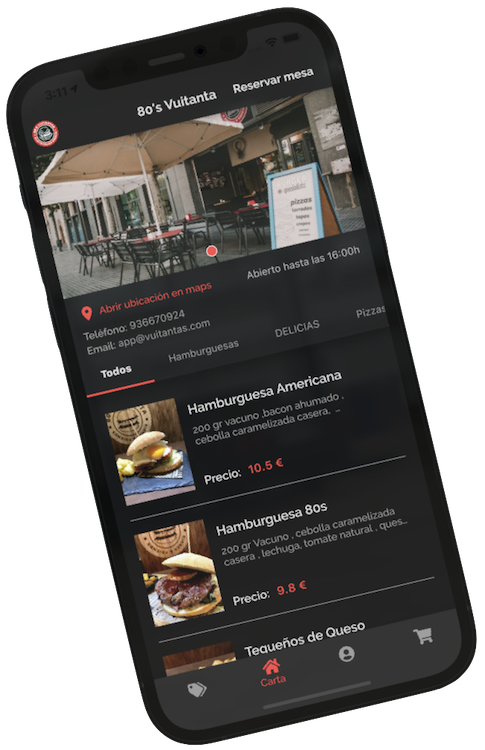 3:11
80's Vuitanta
Reservar mesa
pizzas
Abrir ubicación en maps
Abierto hasta las 16:00h
Teléfono: 936670924
Email: app@vuitantas.com
Todos
Hamburguesas
DELICIAS
Pizzas
Hamburguesa Americana
200 gr vacuno ,bacon ahumado ,
cebolla caramelizada casera, ...
Precio: 10.5 €
Hamburguesa 80s
200 gr Vacuno , cebolla caramelizada
casera , lechuga, tomate natural , ques...
Precio: 9.8 €
Tequeños de Queso
Carta